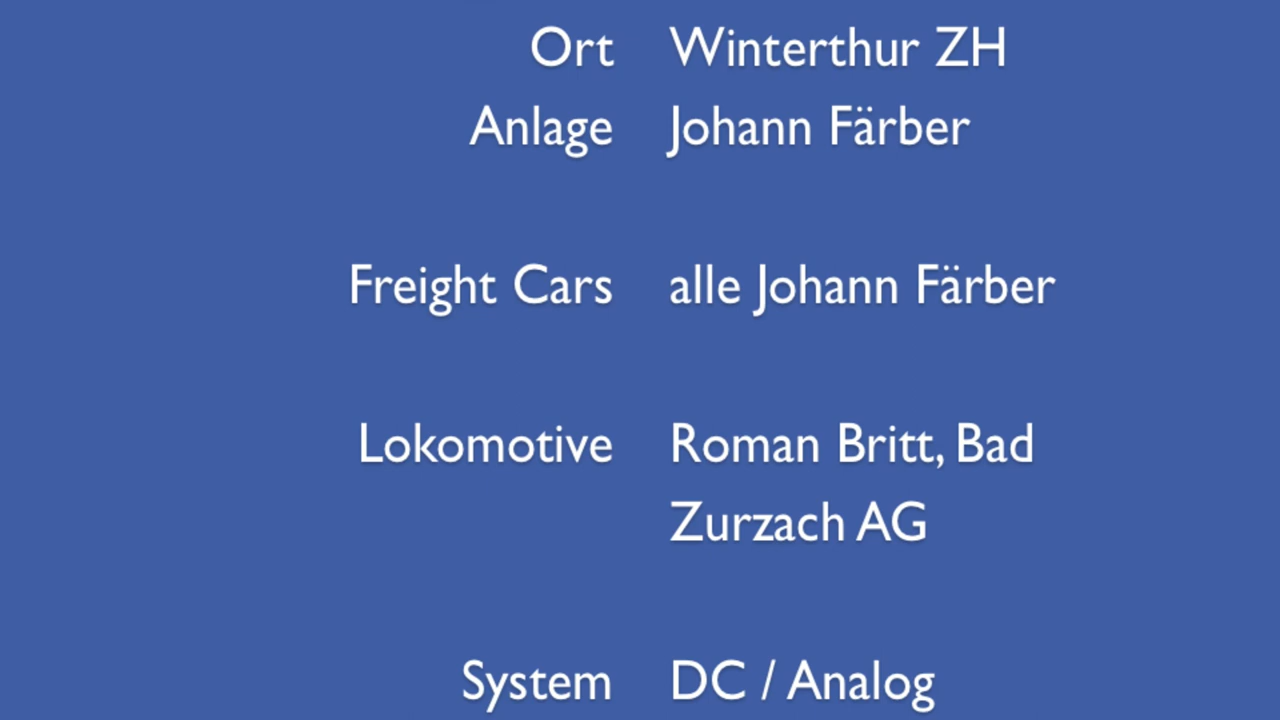 Ort Winterthur ZH
Anlage Johann Färber
Freight Cars alle Johann Färber
Lokomotive Roman Britt, Bad
Zurzach AG
System DC / Analog